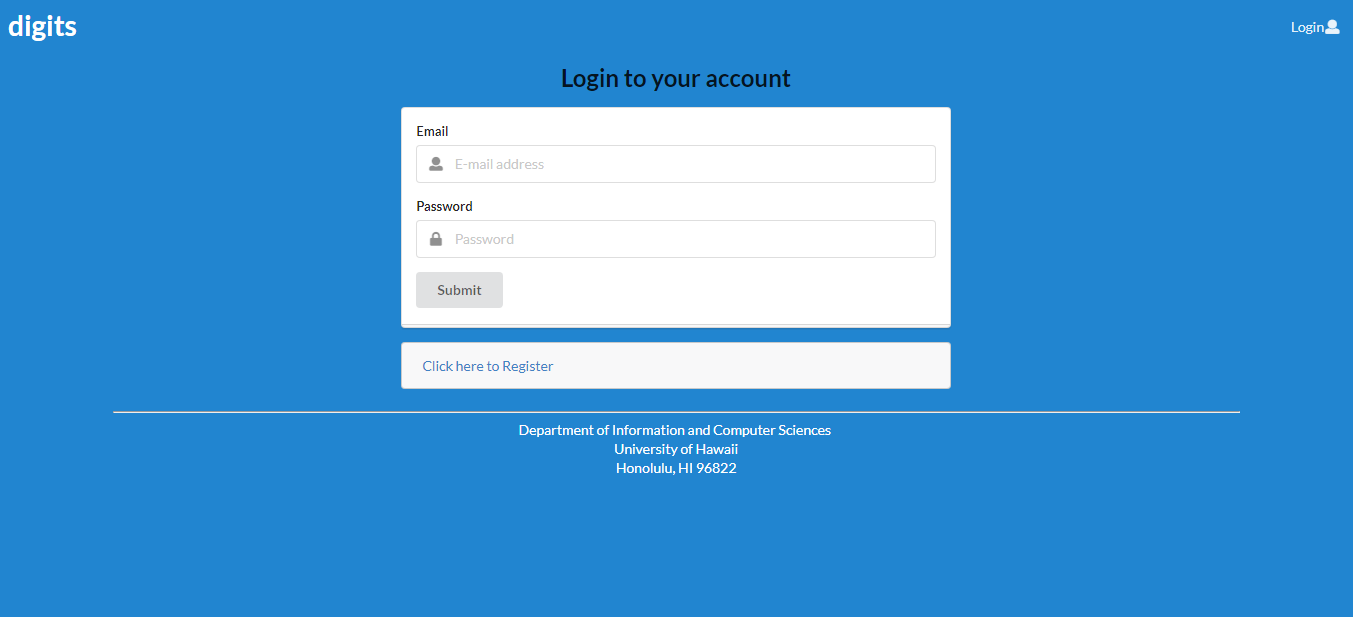 digits
Login
Login to your account
Email
E-mail address
Password
Password
Submit
Click here to Register
Department of Information and Computer Sciences
University of Hawaii
Honolulu, HI 96822